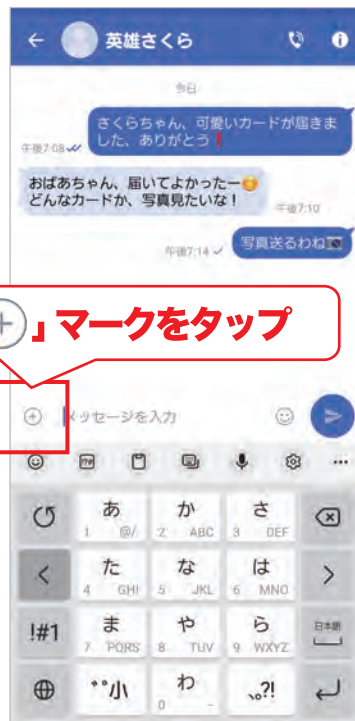 英雄さくら
今日
さくらちゃん、可愛いカードが届きま
した、ありがとう❗
午後7:08
おばあちゃん、届いてよかったー😊
どんなカードか、写真見たいな!
午後7:10
写真送るわね📷
午後7:14
+」マークをタップ
メッセージを入力
あ
1 @/
か
2 ABC
さ
3 DEF
た
4 GHI
な
5 JKL
は
6 MNO
!#1
ま
7 PQRS
や
8 TUV
ら
9 WXYZ
日本語
゛゜小
わ
0 -
、。?!